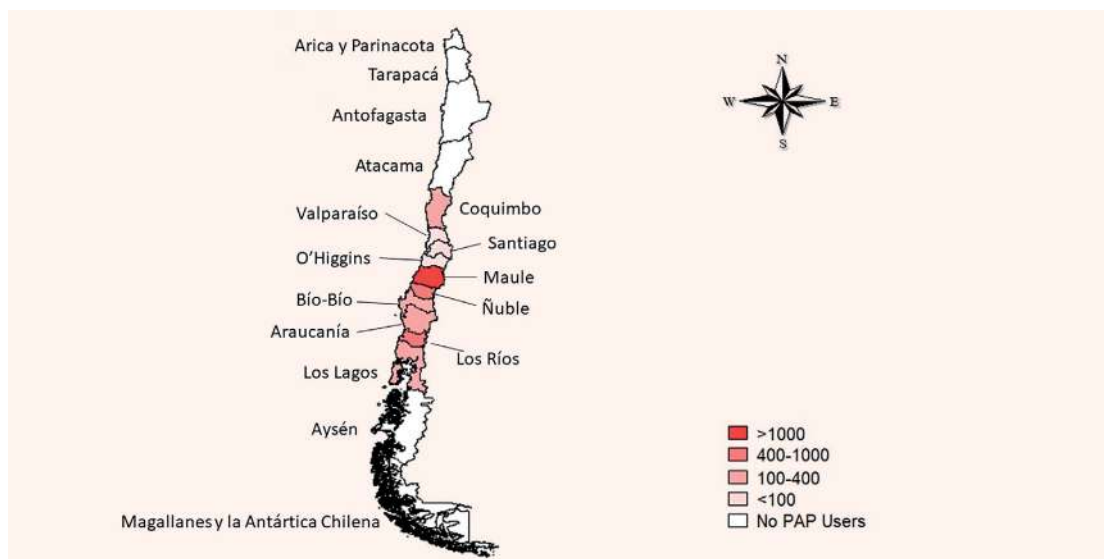 Arica y Parinacota
Tarapacá
Antofagasta
Atacama
Coquimbo
Valparaíso
Santiago
O’Higgins
Maule
Bío-Bío
Ñuble
Araucanía
Los Ríos
Los Lagos
Aysén
Magallanes y la Antártica Chilena
N
W
E
S
>1000
400-1000
100-400
<100
No PAP Users